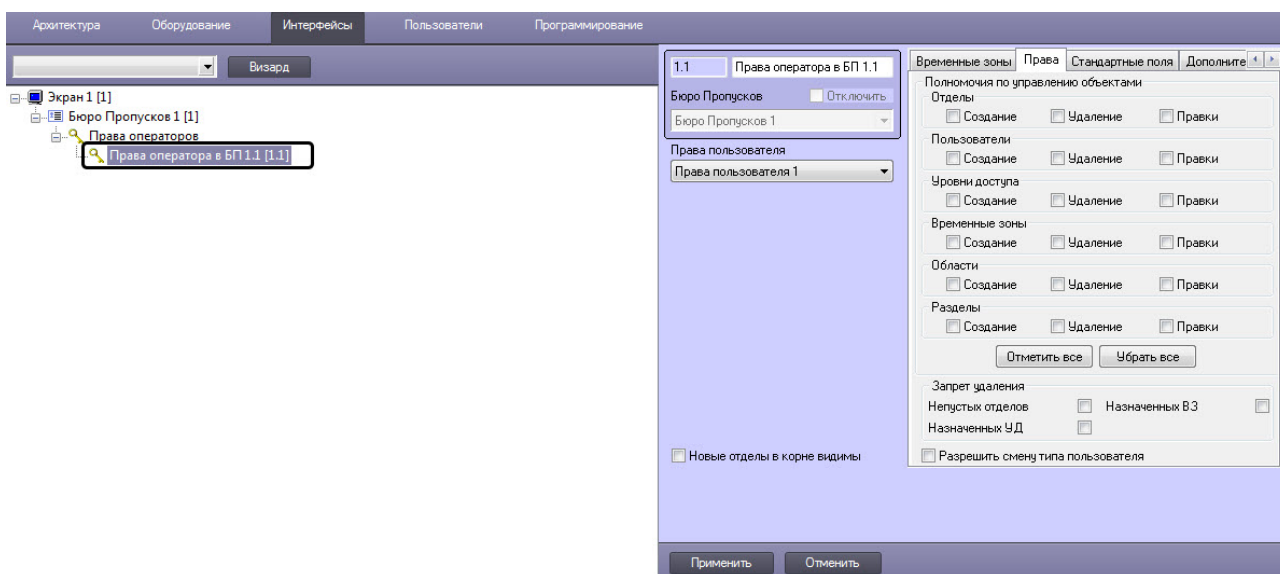 Архитектура Оборудование Интерфейсы Пользователи Программирование
Визард
Экран 1 [1]
Бюро Пропусков 1 [1]
Права операторов
Права оператора в БП 1.1 [1.1]
1.1 Права оператора в БП 1.1
Бюро Пропусков Отключить
Бюро Пропусков 1
Права пользователя
Права пользователя 1
Новые отделы в корне видимы
Временные зоны Права Стандартные поля Дополните
Полномочия по управлению объектами
Отделы
Создание Удаление Правки
Пользователи
Создание Удаление Правки
Уровни доступа
Создание Удаление Правки
Временные зоны
Создание Удаление Правки
Области
Создание Удаление Правки
Разделы
Создание Удаление Правки
Отметить все Убрать все
Запрет удаления
Непустых отделов Назначенных ВЗ
Назначенных УД
Разрешить смену типа пользователя
Применить Отменить